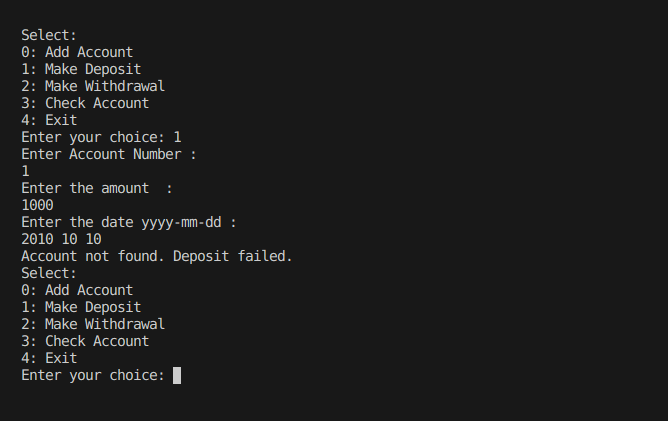 Select:
0: Add Account
1: Make Deposit
2: Make Withdrawal
3: Check Account
4: Exit
Enter your choice: 1
Enter Account Number :
1
Enter the amount  :
1000
Enter the date yyyy-mm-dd :
2010 10 10
Account not found. Deposit failed.
Select:
0: Add Account
1: Make Deposit
2: Make Withdrawal
3: Check Account
4: Exit
Enter your choice: